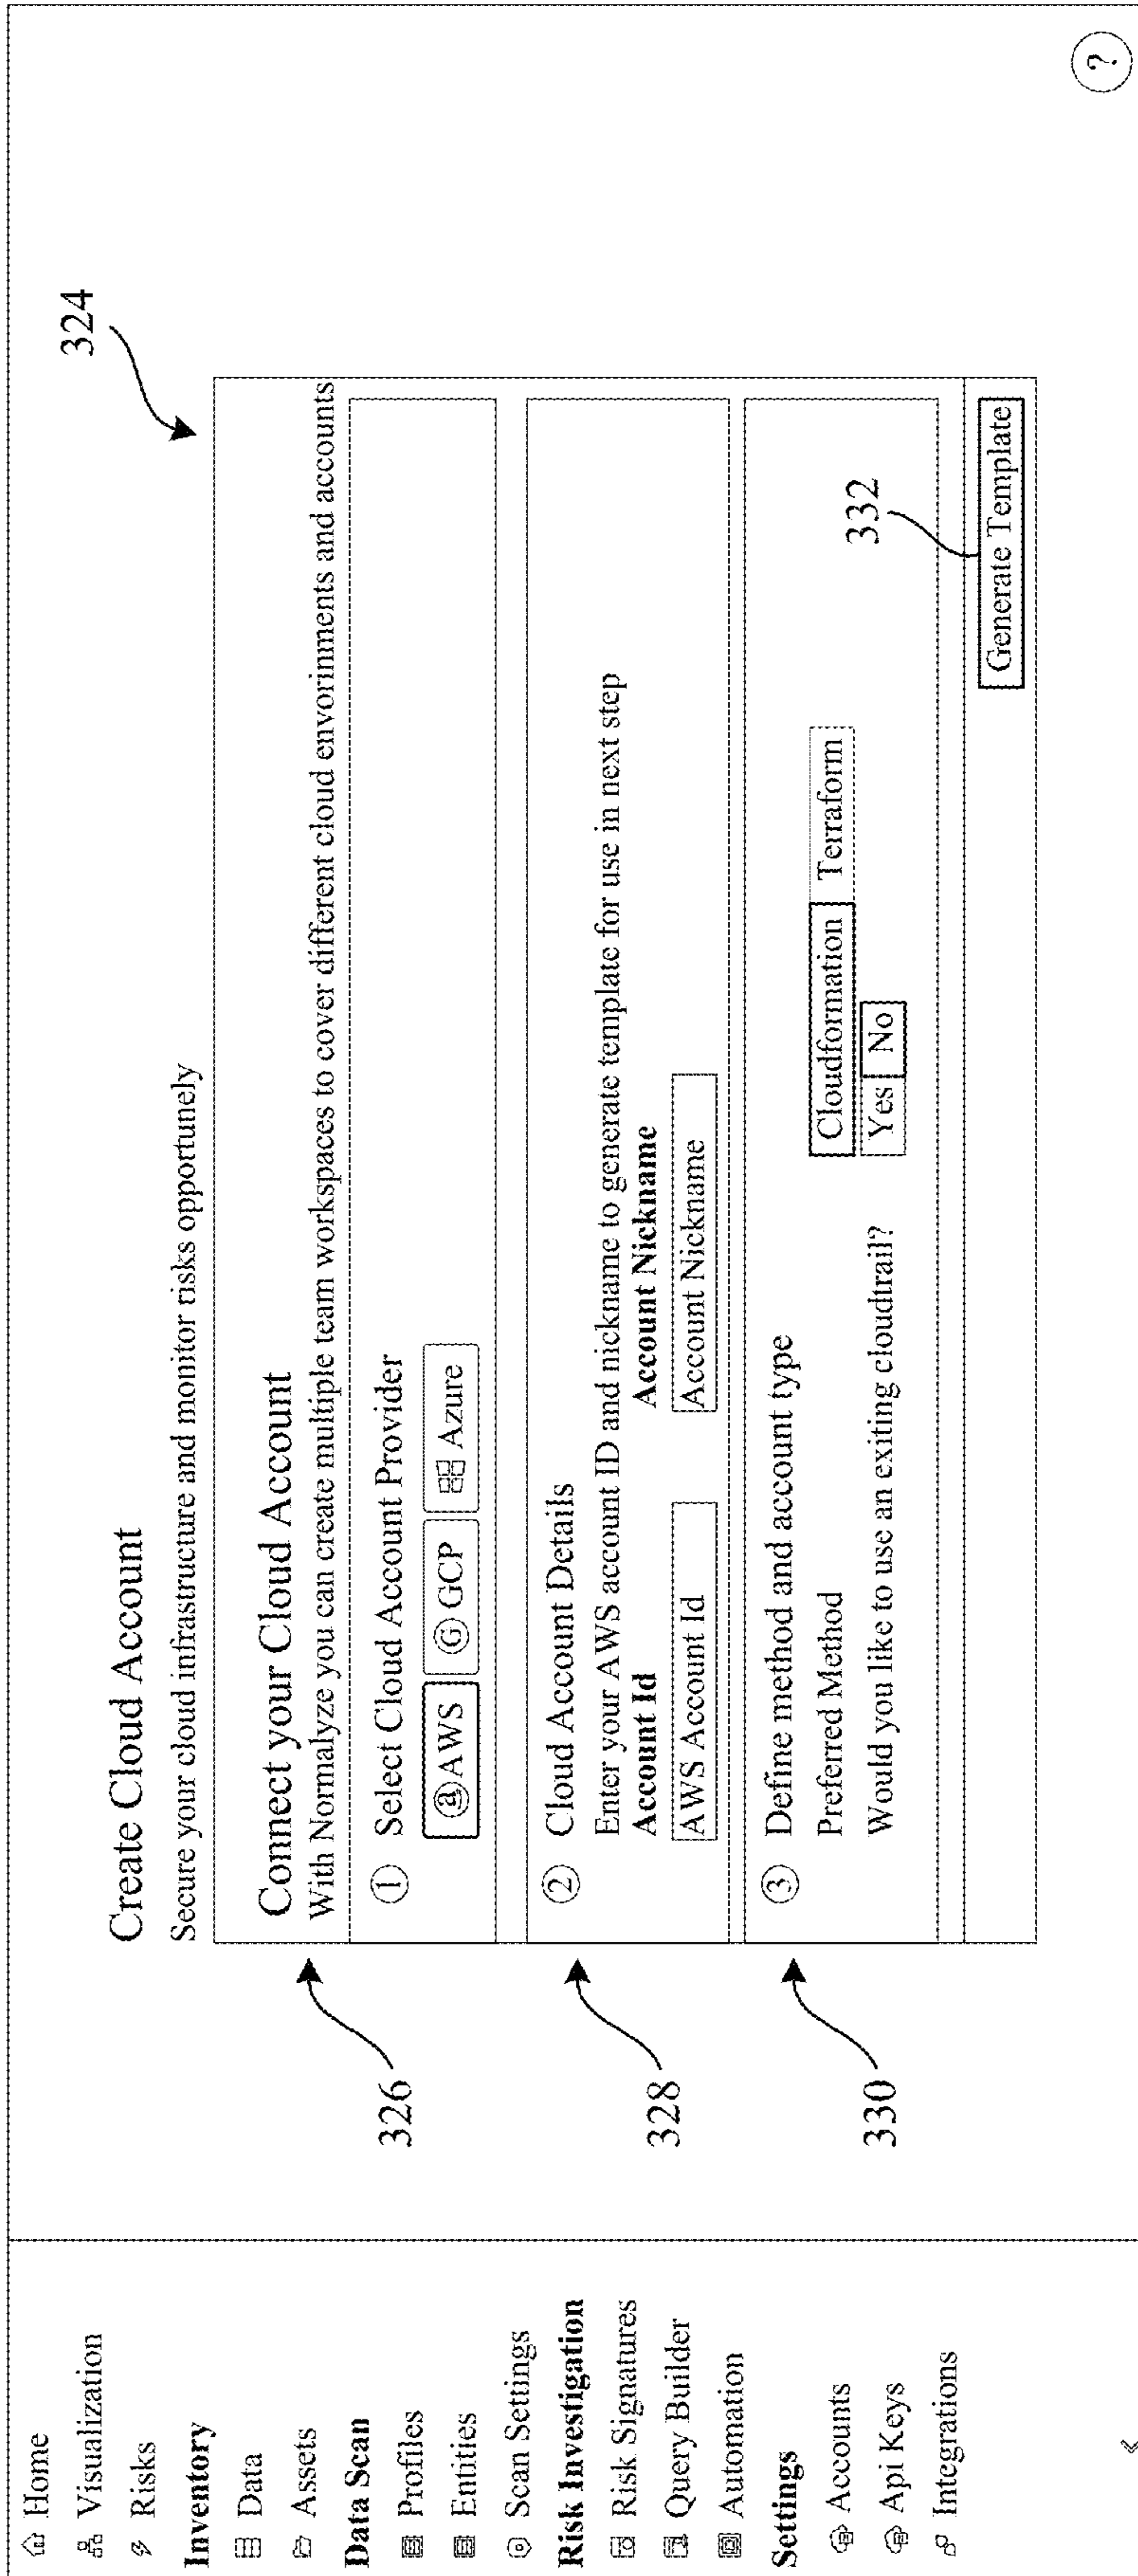 Home
Visualization
Risks
Inventory
Data
Assets
Data Scan
Profiles
Entities
Scan Settings
Risk Investigation
Risk Signatures
Query Builder
Automation
Settings
Accounts
Api Keys
Integrations
«
Create Cloud Account
Secure your cloud infrastructure and monitor risks opportunely
324
Connect your Cloud Account
With Normalyze you can create multiple team workspaces to cover different cloud envorinments and accounts
326
1 Select Cloud Account Provider
@ AWS G GCP Azure
328
2 Cloud Account Details
Enter your AWS account ID and nickname to generate template for use in next step
Account Id Account Nickname
AWS Account Id Account Nickname
330
3 Define method and account type
Preferred Method Cloudformation Terraform
Would you like to use an exiting cloudtrail? Yes No
332
Generate Template
?